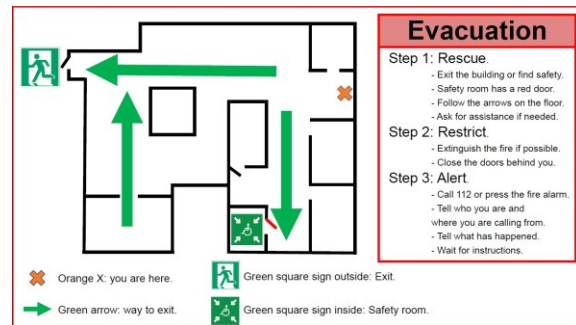 Evacuation
Step 1: Rescue.
- Exit the building or find safety.
- Safety room has a red door.
- Follow the arrows on the floor.
- Ask for assistance if needed.
Step 2: Restrict.
- Extinguish the fire if possible.
- Close the doors behind you.
Step 3: Alert.
- Call 112 or press the fire alarm.
- Tell who you are and
where you are calling from.
- Tell what has happened.
- Wait for instructions.
Orange X: you are here.
Green square sign outside: Exit.
Green arrow: way to exit.
Green square sign inside: Safety room.